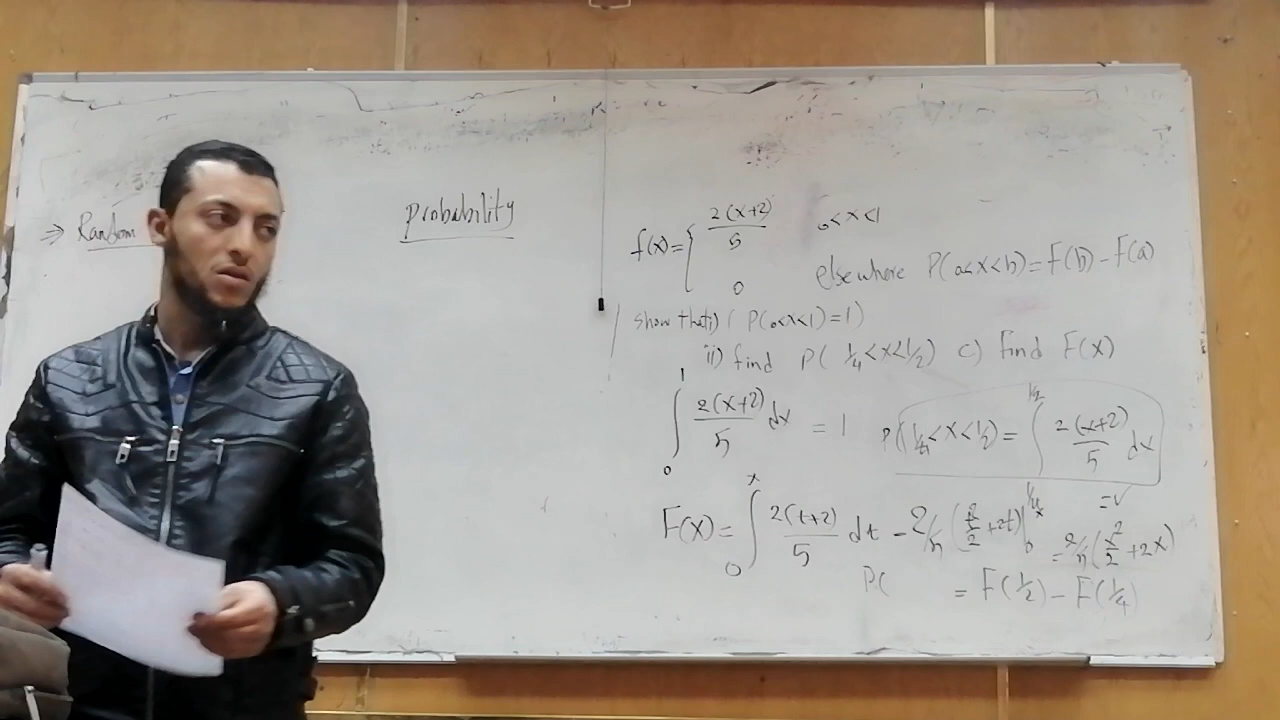 ⇒ Random
probability
f(x)= { 2(x+2)/5 0<x<1
0 elsewhere P(a<x<b)=F(b)-F(a)
show that i) ( P(0<x<1)=1)
ii) find P( 1/4<x<1/2) c) Find F(x)
∫₀¹ 2(x+2)/5 dx = 1 P(1/4<x<1/2)= ∫_{1/4}^{1/2} 2(x+2)/5 dx
=√
F(x)= ∫₀ˣ 2(t+2)/5 dt = 2/5 (t²/2 +2t)|₀ˣ = 2/5(x²/2 +2x)
P( = F(1/2) - F(1/4)